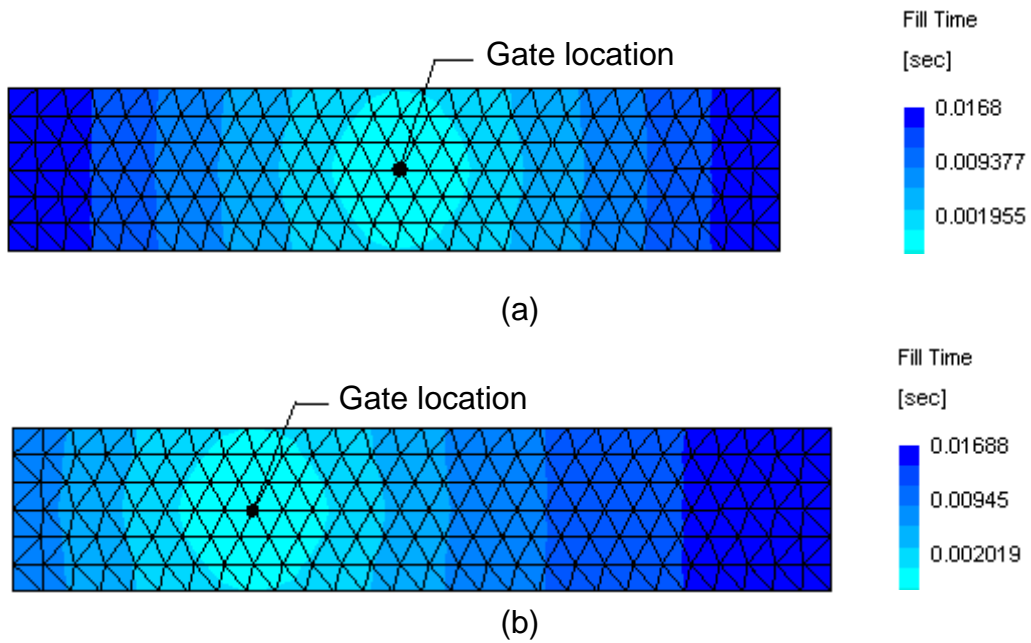 Fill Time
Gate location
[sec]
0.0168
0.009377
0.001955
(a)
Fill Time
Gate location
[sec]
0.01688
0.00945
0.002019
(b)